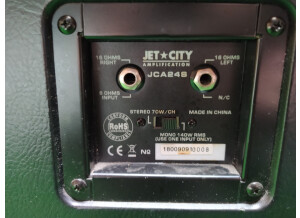 JET★CITY
AMPLIFICATION
JCA24S
16 OHMS
RIGHT
16 OHMS
LEFT
8 OHMS
INPUT
N/C
STEREO 70W/CH
MADE IN CHINA
MONO 140W RMS
(USE ONE INPUT ONLY)
RoHS
CE
No